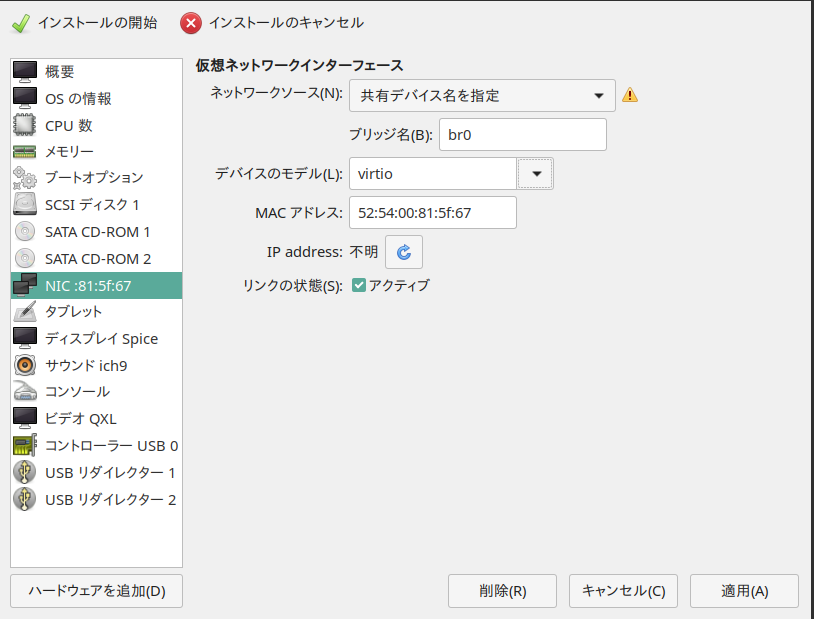 インストールの開始 インストールのキャンセル
概要
OS の情報
CPU 数
メモリー
ブートオプション
SCSI ディスク 1
SATA CD-ROM 1
SATA CD-ROM 2
NIC :81:5f:67
タブレット
ディスプレイ Spice
サウンド ich9
コンソール
ビデオ QXL
コントローラー USB 0
USB リダイレクター 1
USB リダイレクター 2
ハードウェアを追加(D)
仮想ネットワークインターフェース
ネットワークソース(N): 共有デバイス名を指定
ブリッジ名(B): br0
デバイスのモデル(L): virtio
MAC アドレス: 52:54:00:81:5f:67
IP address: 不明
リンクの状態(S): アクティブ
削除(R) キャンセル(C) 適用(A)